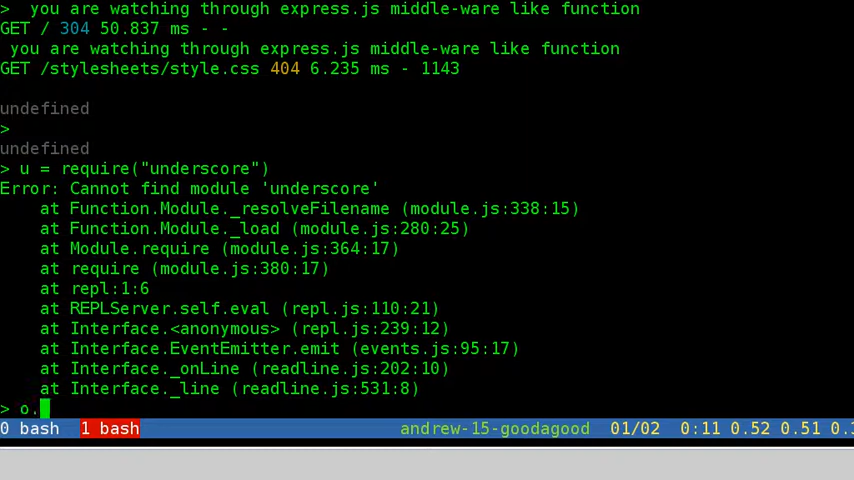 >  you are watching through express.js middle-ware like function
GET / 304 50.837 ms - -
 you are watching through express.js middle-ware like function
GET /stylesheets/style.css 404 6.235 ms - 1143
undefined
>
undefined
> u = require("underscore")
Error: Cannot find module 'underscore'
    at Function.Module._resolveFilename (module.js:338:15)
    at Function.Module._load (module.js:280:25)
    at Module.require (module.js:364:17)
    at require (module.js:380:17)
    at repl:1:6
    at REPLServer.self.eval (repl.js:110:21)
    at Interface.<anonymous> (repl.js:239:12)
    at Interface.EventEmitter.emit (events.js:95:17)
    at Interface._onLine (readline.js:202:10)
    at Interface._line (readline.js:531:8)
> o.
0 bash  1 bash andrew-15-goodagood  01/02  0:11 0.52 0.51